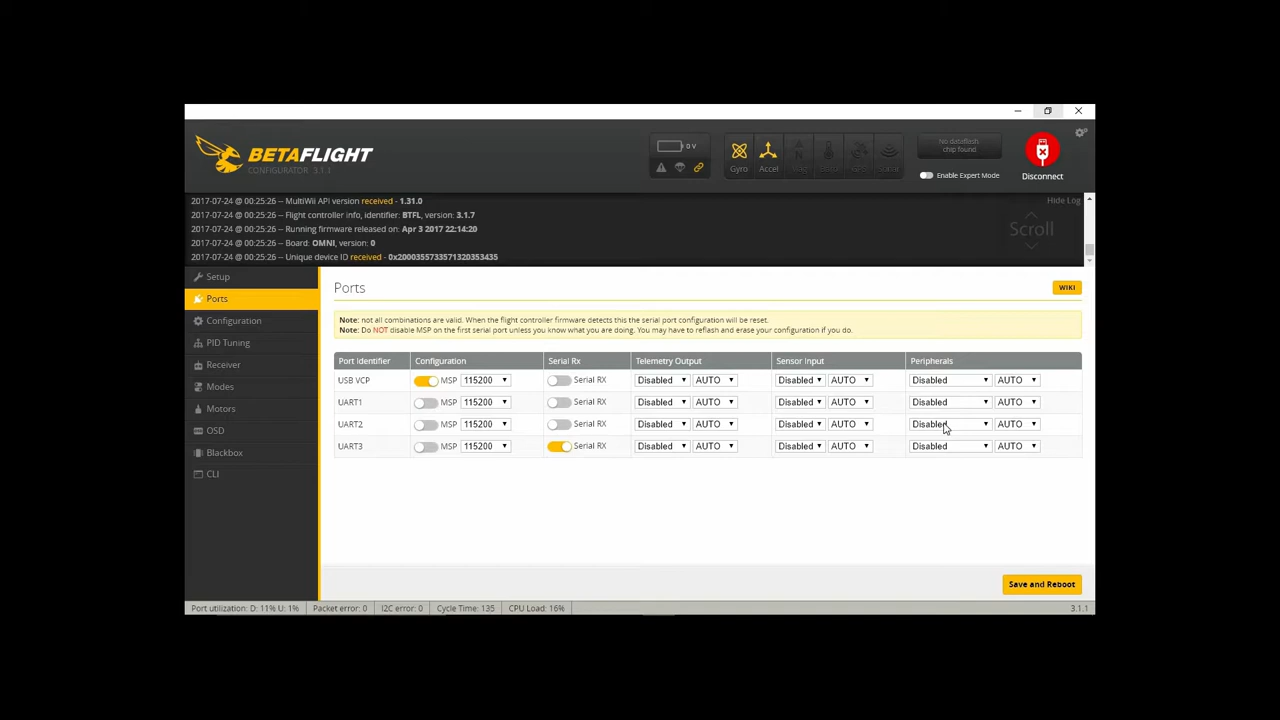 BETAFLIGHT
CONFIGURATOR 3.1.1
0 V
Gyro
Accel
No dataflash
chip found
Enable Expert Mode
Disconnect
2017-07-24 @ 00:25:26 -- MultiWii API version received - 1.31.0
2017-07-24 @ 00:25:26 -- Flight controller info, identifier: BTFL, version: 3.1.7
2017-07-24 @ 00:25:26 -- Running firmware released on: Apr 3 2017 22:14:20
2017-07-24 @ 00:25:26 -- Board: OMNI, version: 0
2017-07-24 @ 00:25:26 -- Unique device ID received - 0x2000355733571320353435
Hide Log
Scroll
Setup
Ports
Configuration
PID Tuning
Receiver
Modes
Motors
OSD
Blackbox
CLI
Ports
WIKI
Note: not all combinations are valid. When the flight controller firmware detects this the serial port configuration will be reset.
Note: Do NOT disable MSP on the first serial port unless you know what you are doing. You may have to reflash and erase your configuration if you do.
Port Identifier Configuration Serial Rx Telemetry Output Sensor Input Peripherals
USB VCP MSP 115200 Serial RX Disabled AUTO Disabled AUTO Disabled AUTO
UART1 MSP 115200 Serial RX Disabled AUTO Disabled AUTO Disabled AUTO
UART2 MSP 115200 Serial RX Disabled AUTO Disabled AUTO Disabled AUTO
UART3 MSP 115200 Serial RX Disabled AUTO Disabled AUTO Disabled AUTO
Save and Reboot
Port utilization: D: 11% U: 1% Packet error: 0 I2C error: 0 Cycle Time: 135 CPU Load: 16% 3.1.1